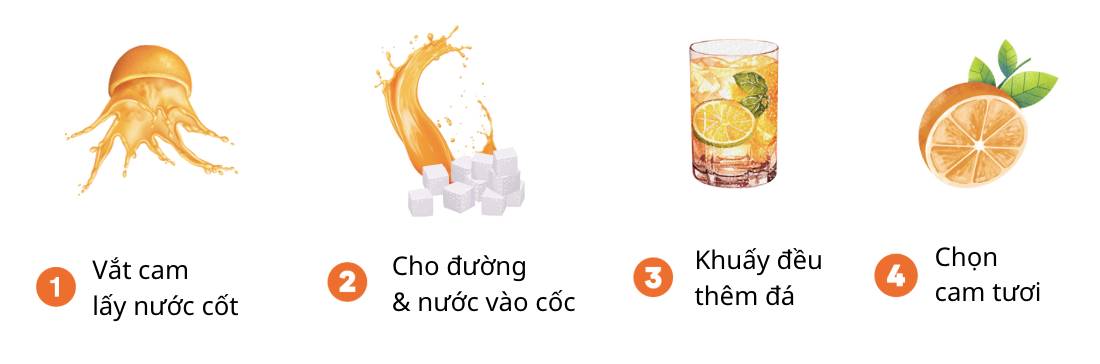 1 Vắt cam
lấy nước cốt
2 Cho đường
& nước vào cốc
3 Khuấy đều
thêm đá
4 Chọn
cam tươi